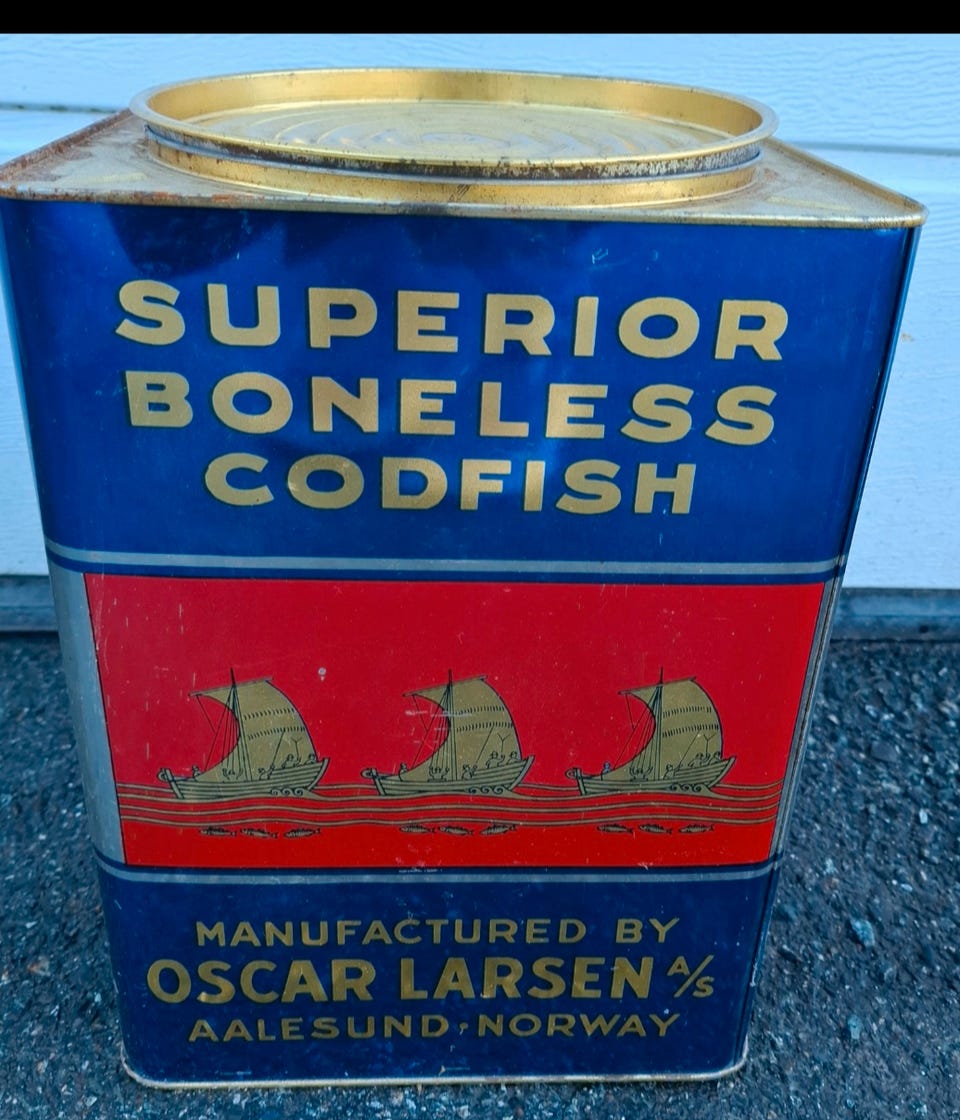 SUPERIOR
BONELESS
CODFISH
MANUFACTURED BY
OSCAR LARSEN A/S
AALESUND · NORWAY